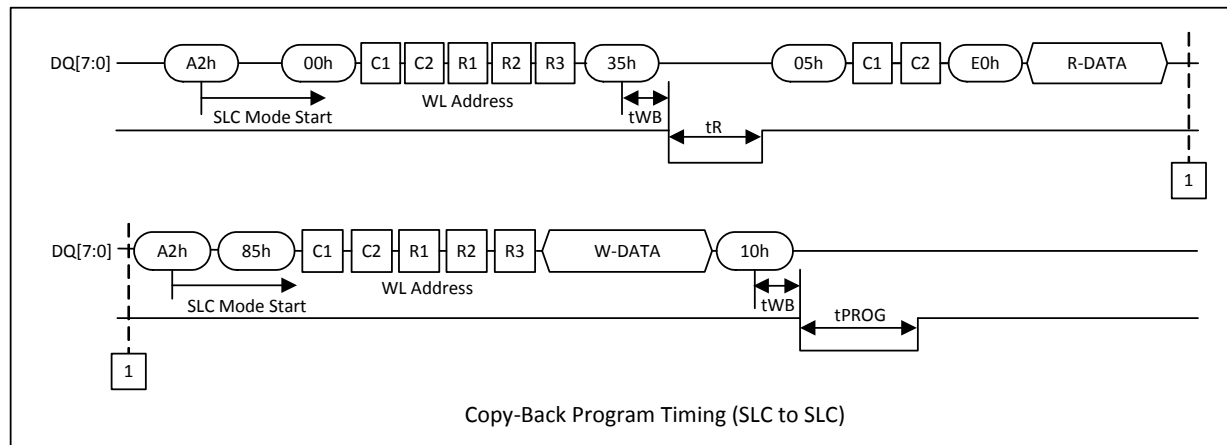 DQ[7:0] A2h 00h C1 C2 R1 R2 R3 35h 05h C1 C2 E0h R-DATA
SLC Mode Start WL Address tWB
tR
1
DQ[7:0] A2h 85h C1 C2 R1 R2 R3 W-DATA 10h
SLC Mode Start WL Address tWB
tPROG
1
Copy-Back Program Timing (SLC to SLC)